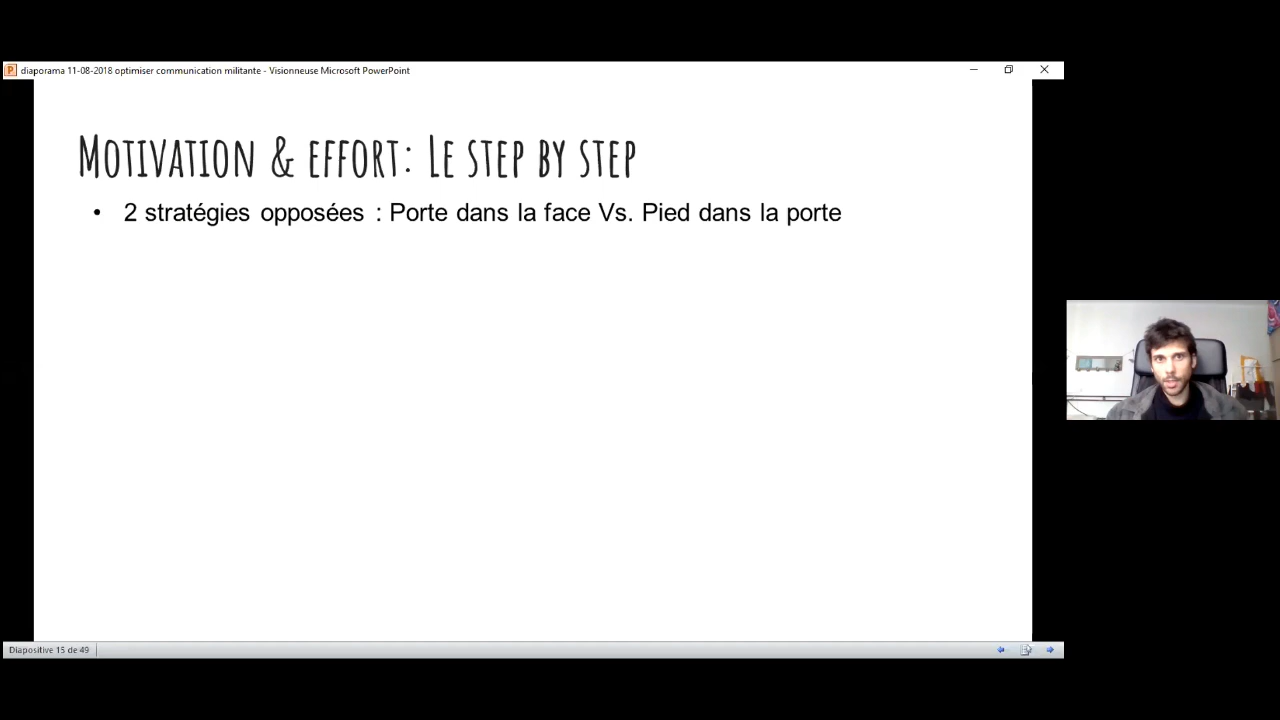 diaporama 11-08-2018 optimiser communication militante - Visionneuse Microsoft PowerPoint
Motivation & effort: Le step by step
• 2 stratégies opposées : Porte dans la face Vs. Pied dans la porte
Diapositive 15 de 49